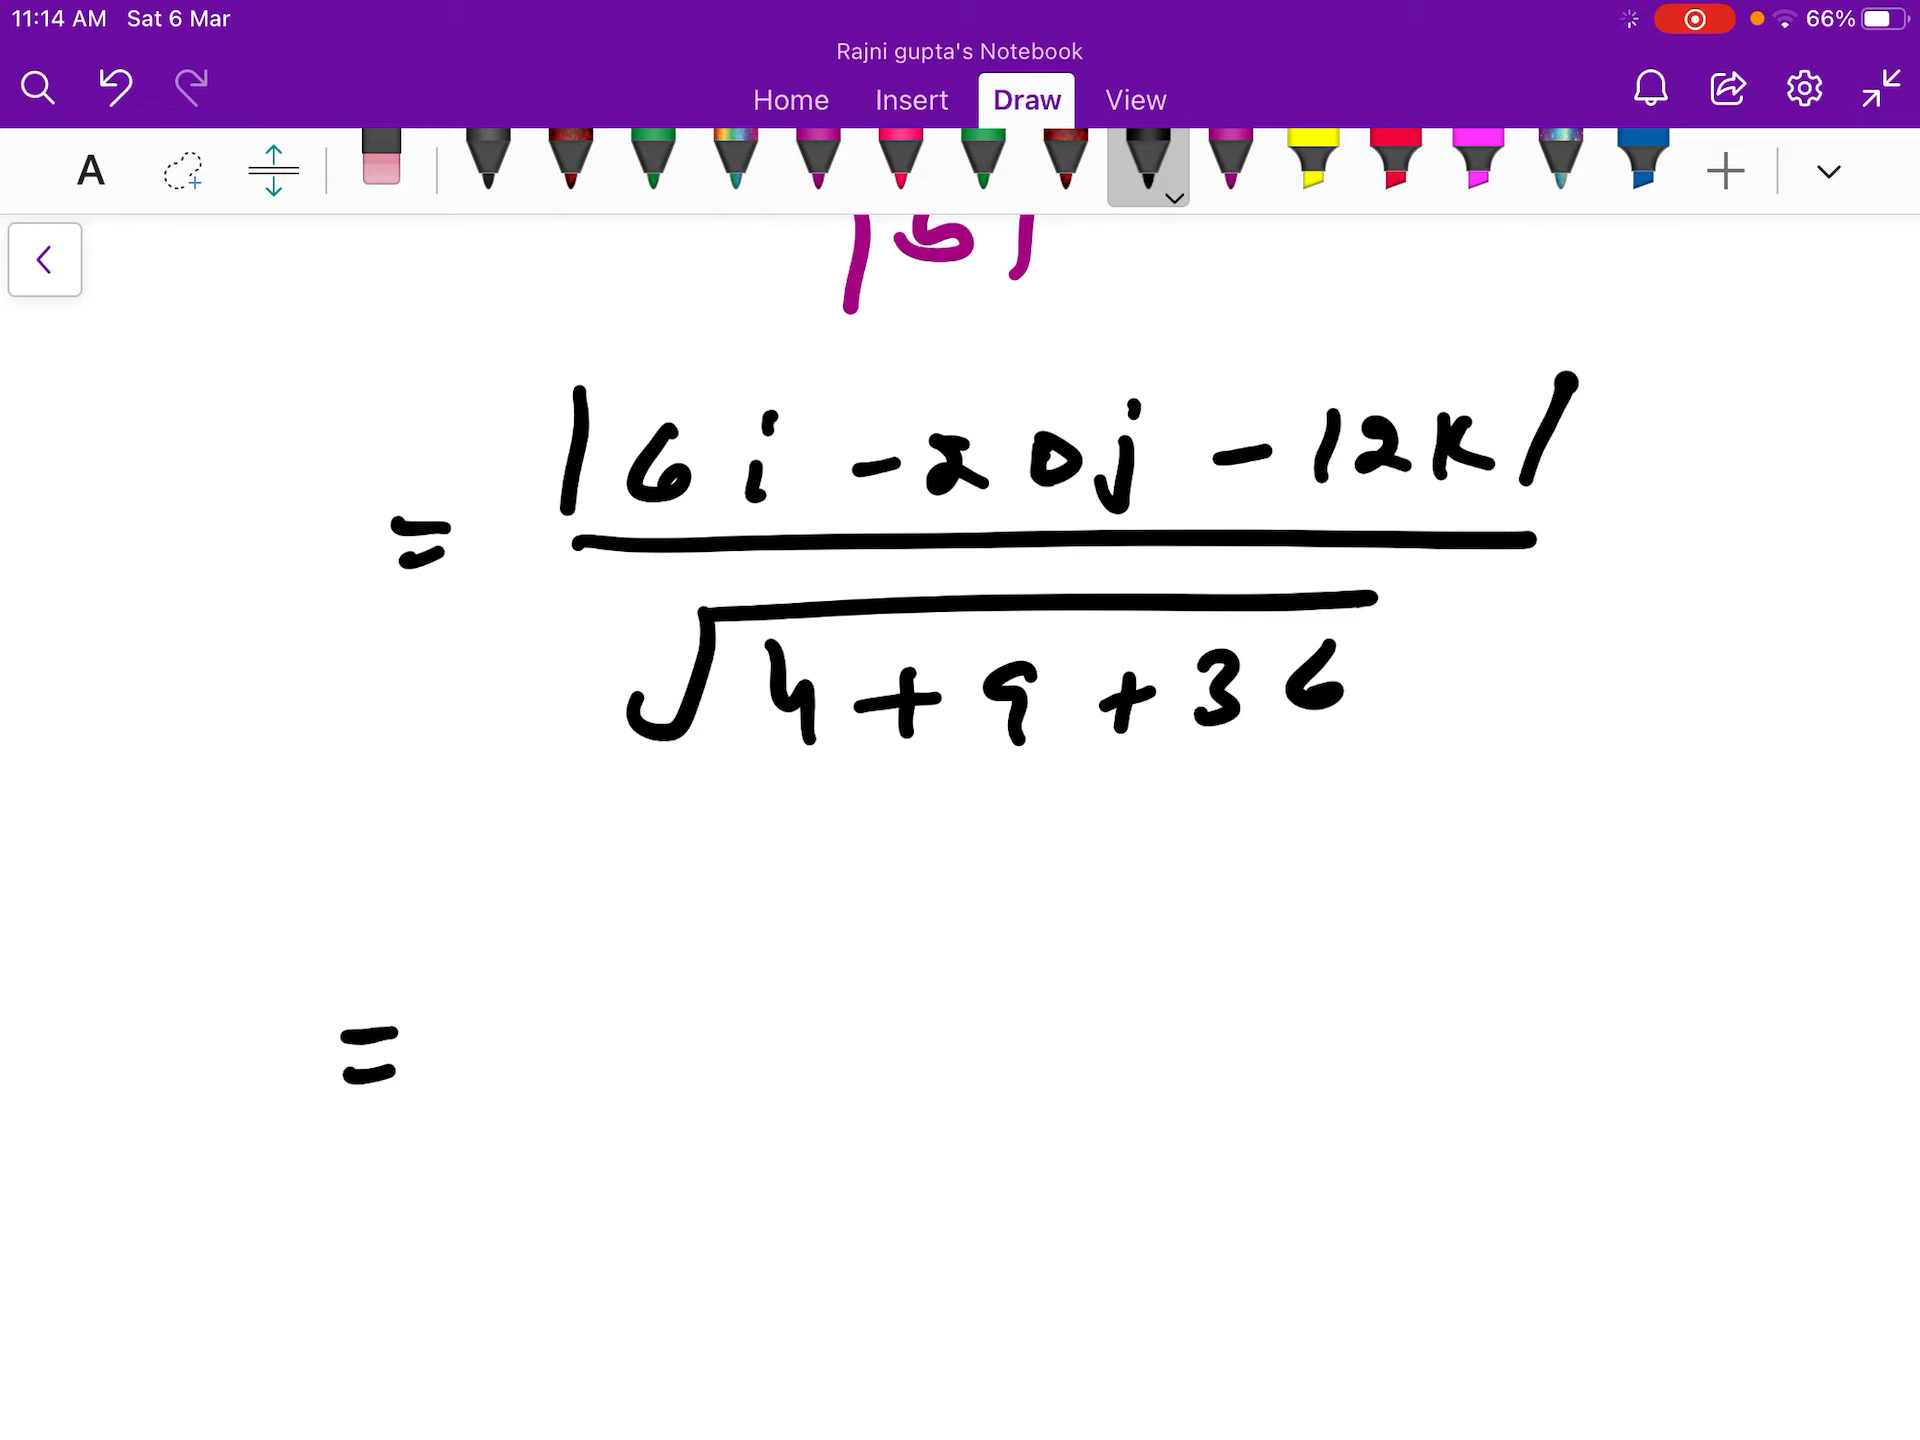 11:14 AM Sat 6 Mar
66%
Rajni gupta's Notebook
Home Insert Draw View
A
= |6i - 20j - 12k|
√4+9+36
=